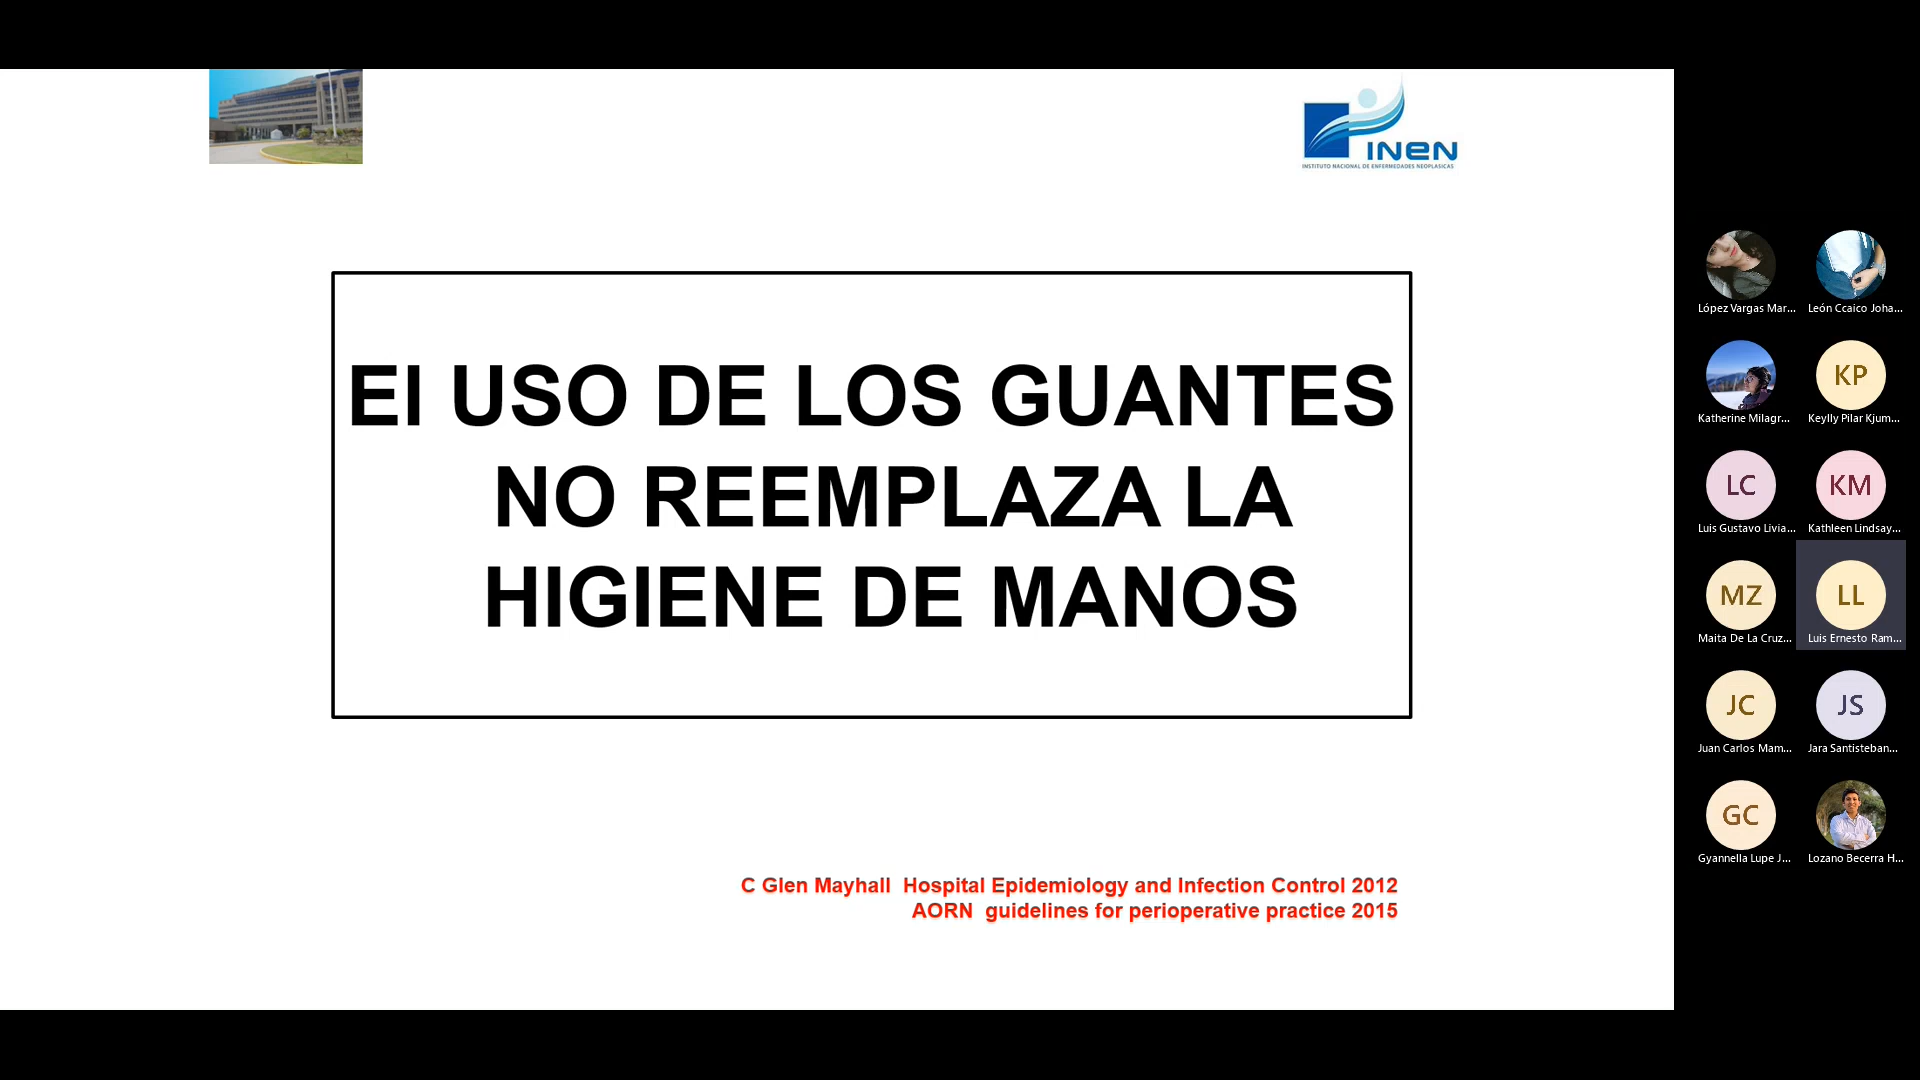 INEN
INSTITUTO NACIONAL DE ENFERMEDADES NEOPLASICAS
El USO DE LOS GUANTES
NO REEMPLAZA LA
HIGIENE DE MANOS
C Glen Mayhall  Hospital Epidemiology and Infection Control 2012
AORN  guidelines for perioperative practice 2015
López Vargas Mar...
León Ccaico Joha...
Katherine Milagr...
KP
Keylly Pilar Kjum...
LC
Luis Gustavo Livia...
KM
Kathleen Lindsay...
MZ
Maita De La Cruz...
LL
Luis Ernesto Ram...
JC
Juan Carlos Mam...
JS
Jara Santisteban...
GC
Gyannella Lupe J...
Lozano Becerra H...